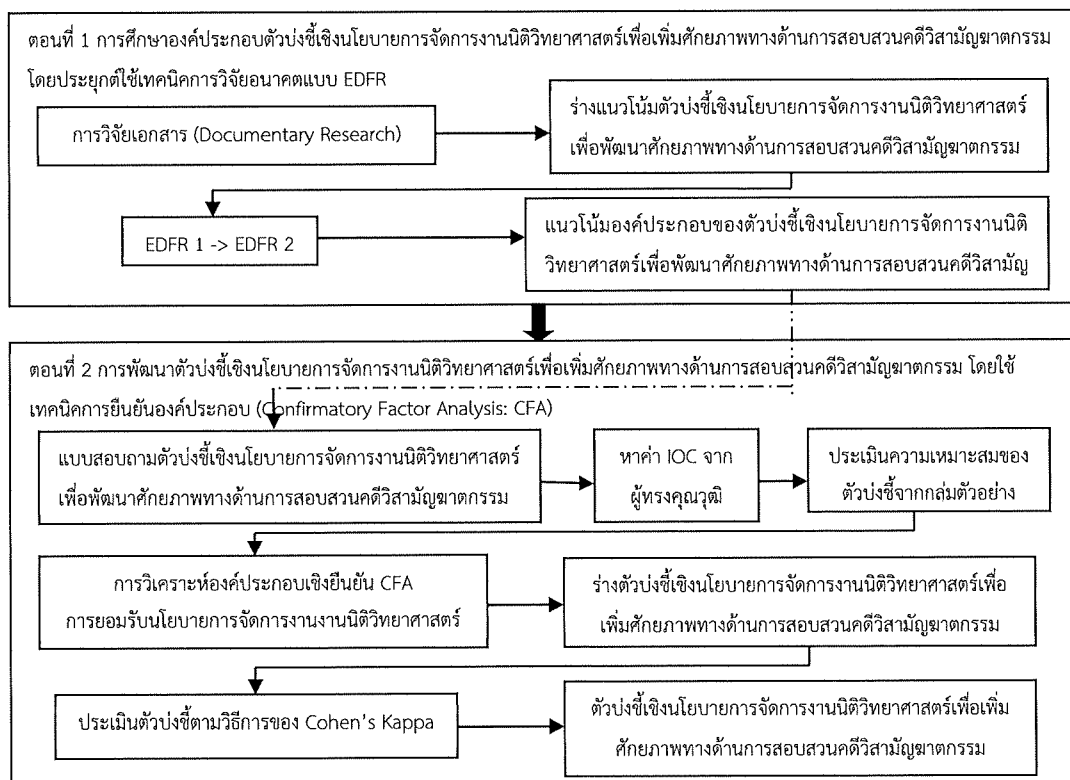 ตอนที่ 1 การศึกษาองค์ประกอบตัวบ่งชี้เชิงนโยบายการจัดการงานนิติวิทยาศาสตร์เพื่อเพิ่มศักยภาพทางด้านการสอบสวนคดีวิสามัญฆาตกรรม
โดยประยุกต์ใช้เทคนิคการวิจัยอนาคตแบบ EDFR
การวิจัยเอกสาร (Documentary Research)
ร่างแนวโน้มตัวบ่งชี้เชิงนโยบายการจัดการงานนิติวิทยาศาสตร์
เพื่อพัฒนาศักยภาพทางด้านการสอบสวนคดีวิสามัญฆาตกรรม
EDFR 1 -> EDFR 2
แนวโน้มองค์ประกอบของตัวบ่งชี้เชิงนโยบายการจัดการงานนิติ
วิทยาศาสตร์เพื่อพัฒนาศักยภาพทางด้านการสอบสวนคดีวิสามัญ
ตอนที่ 2 การพัฒนาตัวบ่งชี้เชิงนโยบายการจัดการงานนิติวิทยาศาสตร์เพื่อเพิ่มศักยภาพทางด้านการสอบสวนคดีวิสามัญฆาตกรรม โดยใช้
เทคนิคการยืนยันองค์ประกอบ (Confirmatory Factor Analysis: CFA)
แบบสอบถามตัวบ่งชี้เชิงนโยบายการจัดการงานนิติวิทยาศาสตร์
เพื่อพัฒนาศักยภาพทางด้านการสอบสวนคดีวิสามัญฆาตกรรม
หาค่า IOC จาก
ผู้ทรงคุณวุฒิ
ประเมินความเหมาะสมของ
ตัวบ่งชี้จากกลุ่มตัวอย่าง
การวิเคราะห์องค์ประกอบเชิงยืนยัน CFA
การยอมรับนโยบายการจัดการงานงานนิติวิทยาศาสตร์
ร่างตัวบ่งชี้เชิงนโยบายการจัดการงานนิติวิทยาศาสตร์เพื่อ
เพิ่มศักยภาพทางด้านการสอบสวนคดีวิสามัญฆาตกรรม
ประเมินตัวบ่งชี้ตามวิธีการของ Cohen's Kappa
ตัวบ่งชี้เชิงนโยบายการจัดการงานนิติวิทยาศาสตร์เพื่อเพิ่ม
ศักยภาพทางด้านการสอบสวนคดีวิสามัญฆาตกรรม